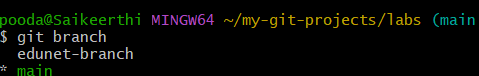 pooda@Saikeerthi MINGW64 ~/my-git-projects/labs (main
$ git branch
  edunet-branch
* main